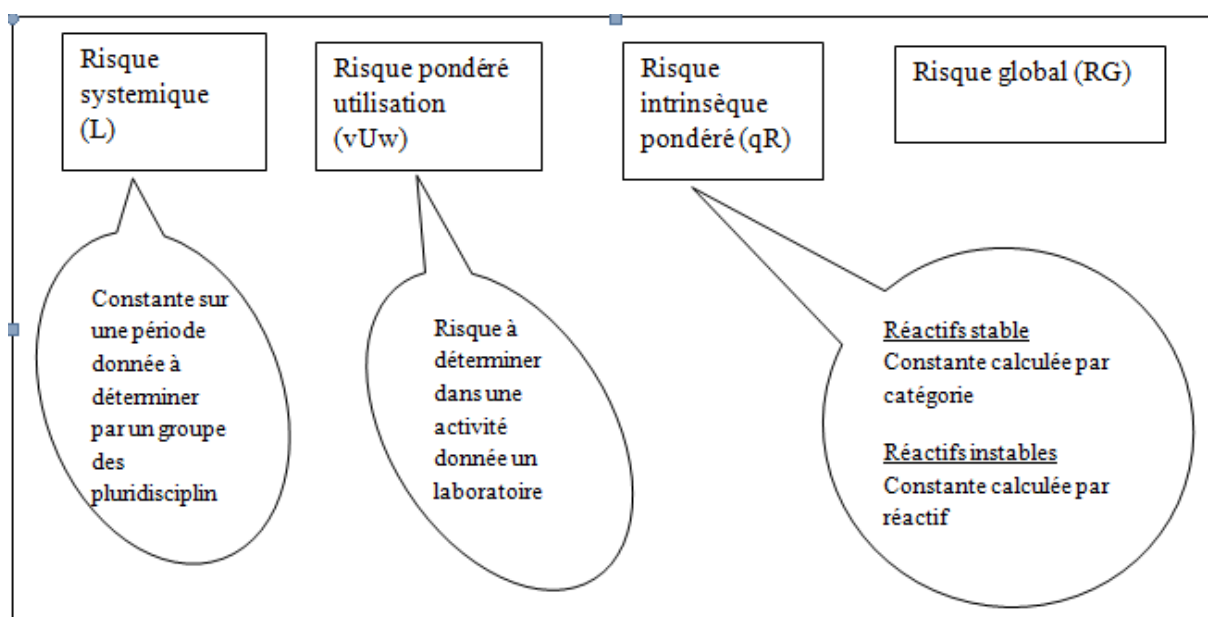 Risque
systemique
(L)
Risque pondéré
utilisation
(vUw)
Risque
intrinsèque
pondéré (qR)
Risque global (RG)
Constante sur
une période
donnée à
déterminer
par un groupe
des
pluridisciplin
Risque à
déterminer
dans une
activité
donnée un
laboratoire
Réactifs stable
Constante calculée par
catégorie
Réactifs instables
Constante calculée par
réactif